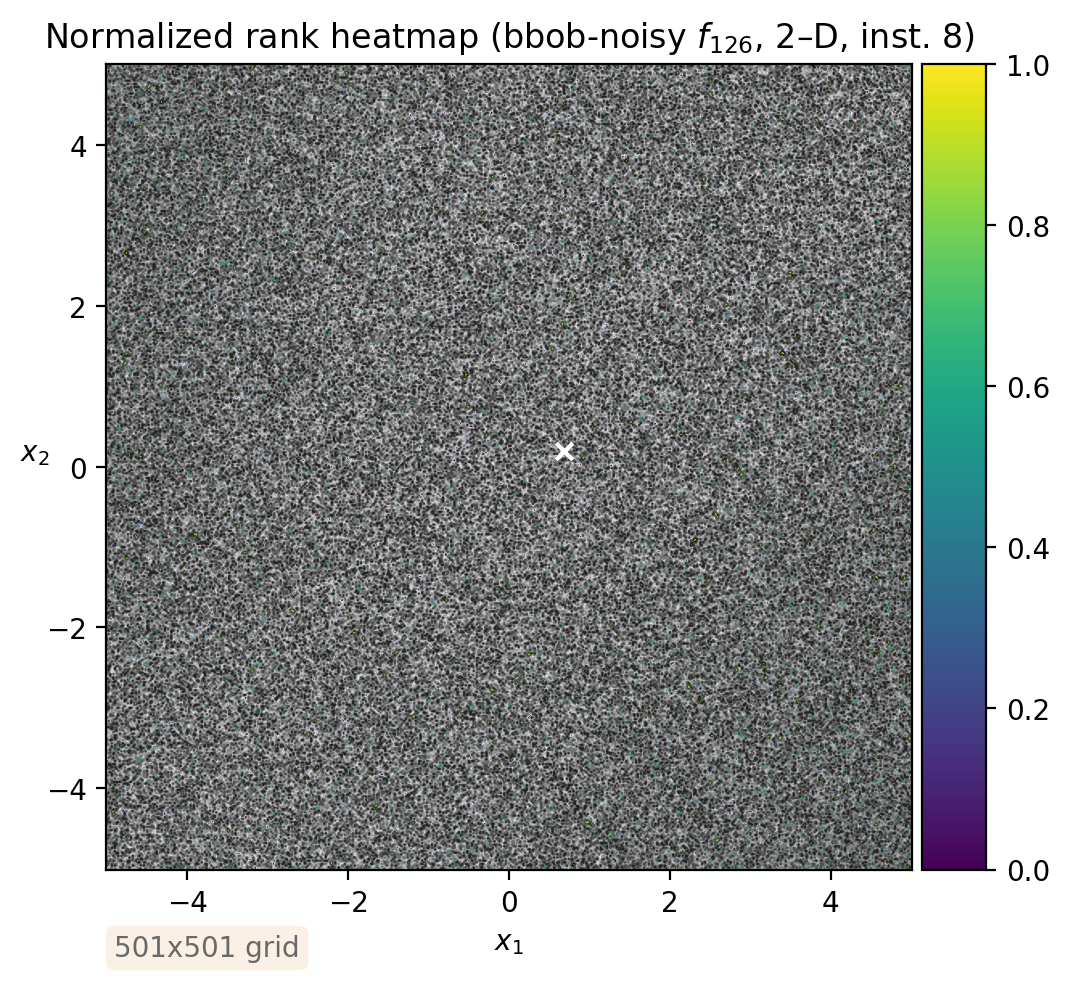 Normalized rank heatmap (bbob-noisy f126, 2–D, inst. 8)
1.0
0.8
0.6
0.4
0.2
0.0
4
2
0
−2
−4
x2
−4 −2 0 2 4
x1
501x501 grid